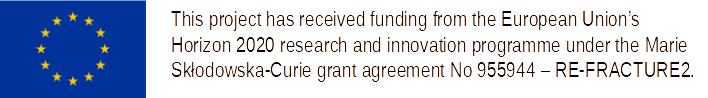 This project has received funding from the European Union’s
Horizon 2020 research and innovation programme under the Marie
Skłodowska-Curie grant agreement No 955944 – RE-FRACTURE2.